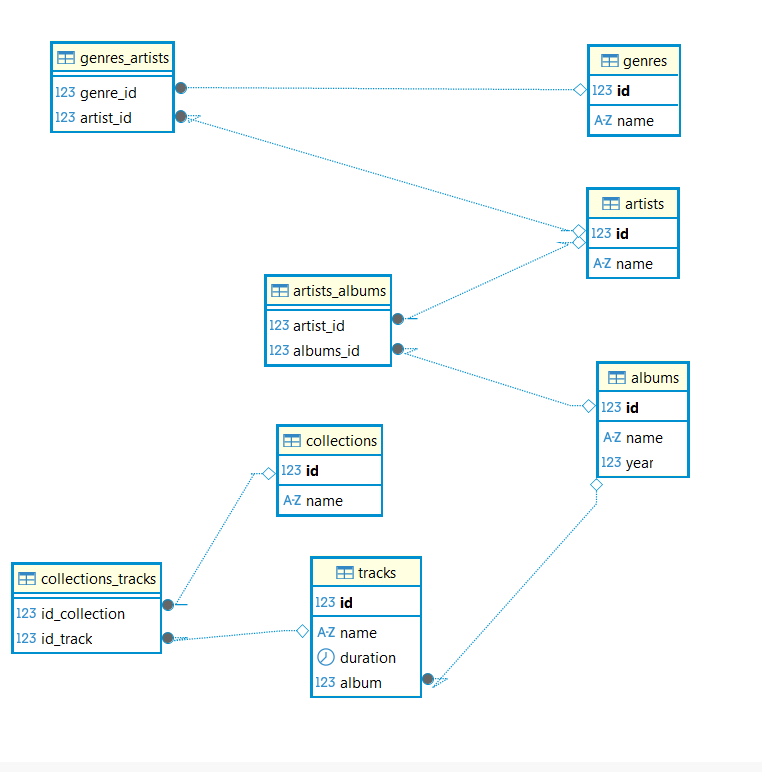 genres_artists
123 genre_id
123 artist_id
genres
123 id
A-Z name
artists
123 id
A-Z name
artists_albums
123 artist_id
123 albums_id
albums
123 id
A-Z name
123 year
collections
123 id
A-Z name
collections_tracks
123 id_collection
123 id_track
tracks
123 id
A-Z name
duration
123 album